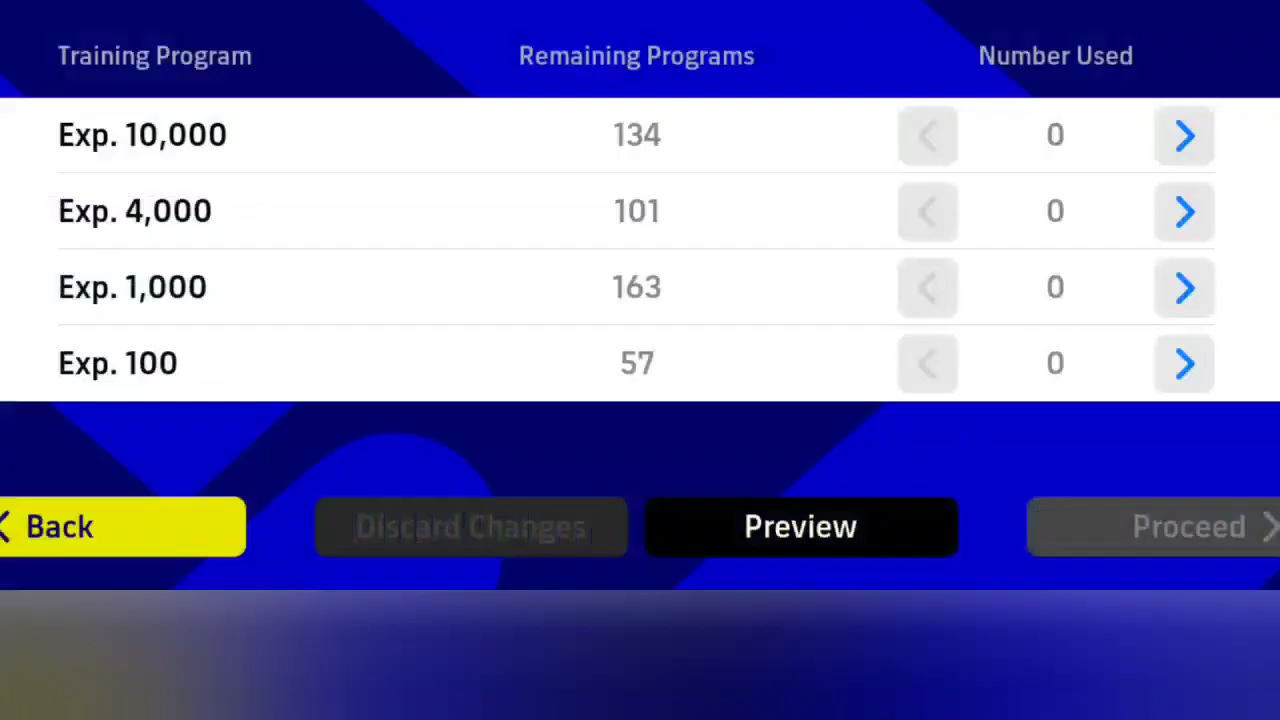 Training Program Remaining Programs Number Used
Exp. 10,000 134 0
Exp. 4,000 101 0
Exp. 1,000 163 0
Exp. 100 57 0
Back Discard Changes Preview Proceed